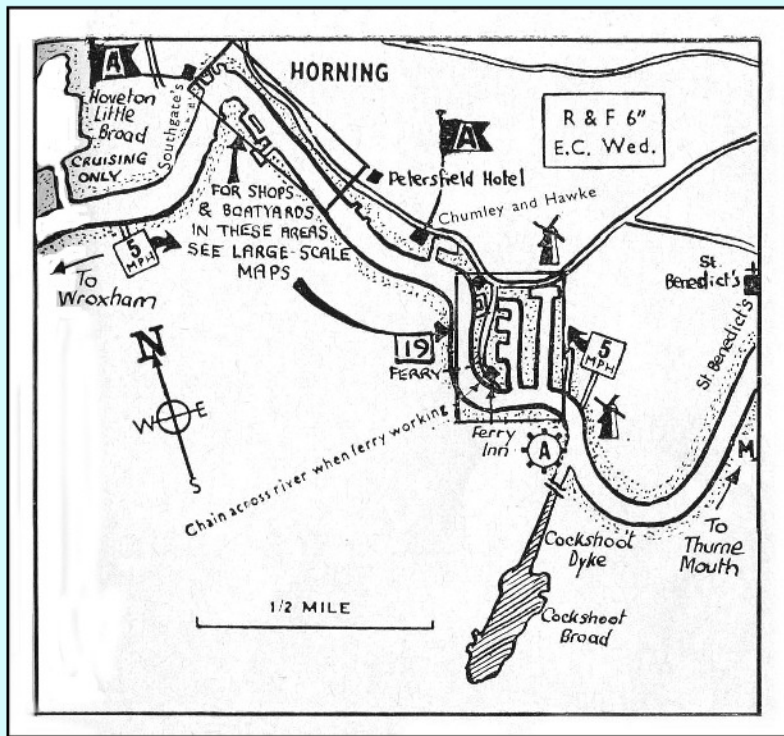 A
Hoveton
Little
Broad
CRUISING
ONLY
Southgate's
HORNING
A
R & F 6"
E.C. Wed.
Petersfield Hotel
Chumley and Hawke
FOR SHOPS
& BOATYARDS
IN THESE AREAS
SEE LARGE-SCALE
MAPS
5
MPH
To
Wroxham
St.
Benedict's
St. Benedict's
19
FERRY
5
MPH
N
W
E
S
Chain across river when ferry working
Ferry
Inn
A
M
To
Thurne
Mouth
Cockshoot
Dyke
Cockshoot
Broad
1/2 MILE